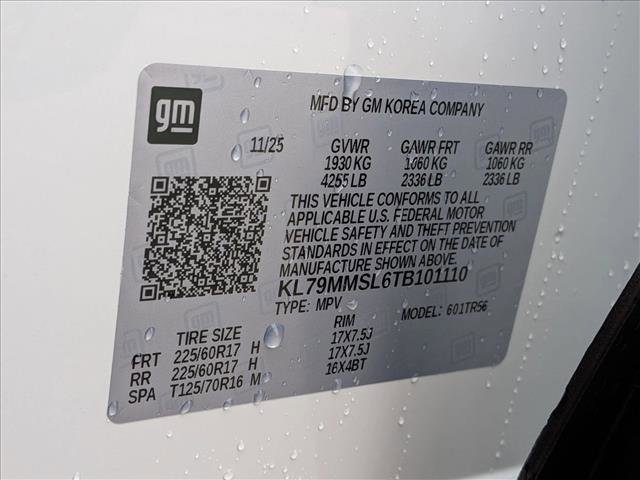 gm
MFD BY GM KOREA COMPANY
11/25 GVWR GAWR FRT GAWR RR
1930 KG 1060 KG 1060 KG
4255 LB 2336 LB 2336 LB
THIS VEHICLE CONFORMS TO ALL
APPLICABLE U.S. FEDERAL MOTOR
VEHICLE SAFETY AND THEFT PREVENTION
STANDARDS IN EFFECT ON THE DATE OF
MANUFACTURE SHOWN ABOVE.
KL79MMSL6TB101110
TYPE: MPV MODEL: 601TR56
TIRE SIZE RIM
FRT 225/60R17 H 17X7.5J
RR 225/60R17 H 17X7.5J
SPA T125/70R16 M 16X4BT